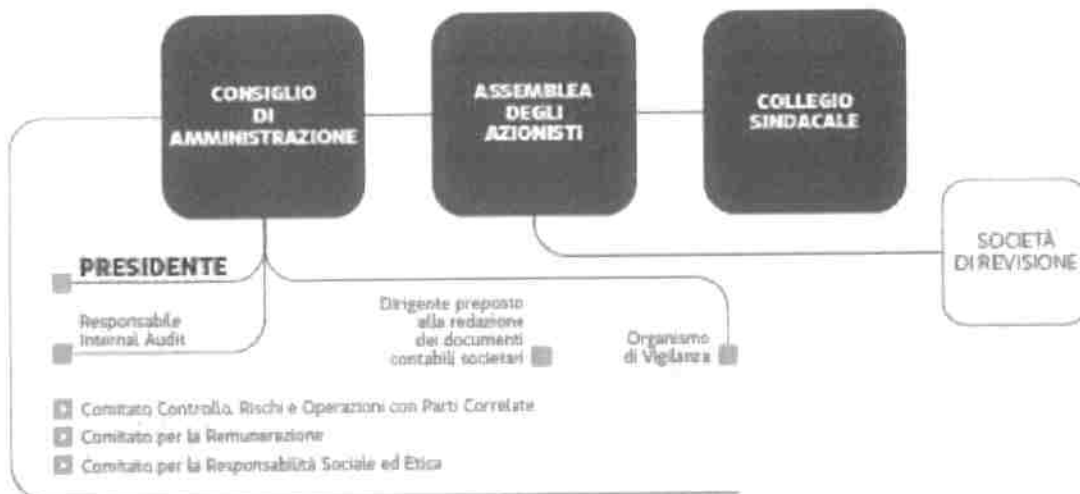 CONSIGLIO
DI
AMMINISTRAZIONE
ASSEMBLEA
DEGLI
AZIONISTI
COLLEGIO
SINDACALE
SOCIETÀ
DI REVISIONE
PRESIDENTE
Responsabile
Internal Audit
Dirigente preposto
alla redazione
dei documenti
contabili societari
Organismo
di Vigilanza
Comitato Controllo, Rischi e Operazioni con Parti Correlate
Comitato per la Remunerazione
Comitato per la Responsabilità Sociale ed Etica